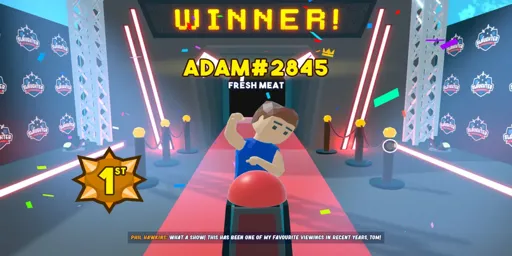 WINNER!
ADAM#2845
FRESH MEAT
1ST
PHIL HAWKINS: WHAT A SHOW! THIS HAS BEEN ONE OF MY FAVOURITE VIEWINGS IN RECENT YEARS, TOM!